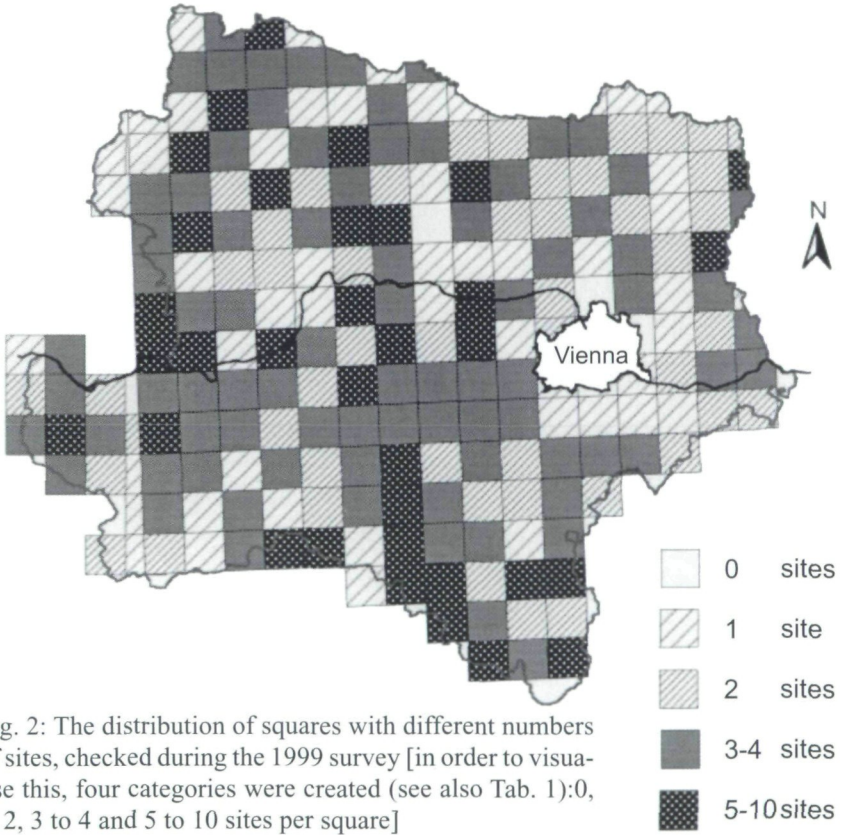 N
Vienna
0 sites
1 site
2 sites
3-4 sites
5-10 sites
g. 2: The distribution of squares with different numbers
sites, checked during the 1999 survey [in order to visua-
se this, four categories were created (see also Tab. 1):0,
2, 3 to 4 and 5 to 10 sites per square]